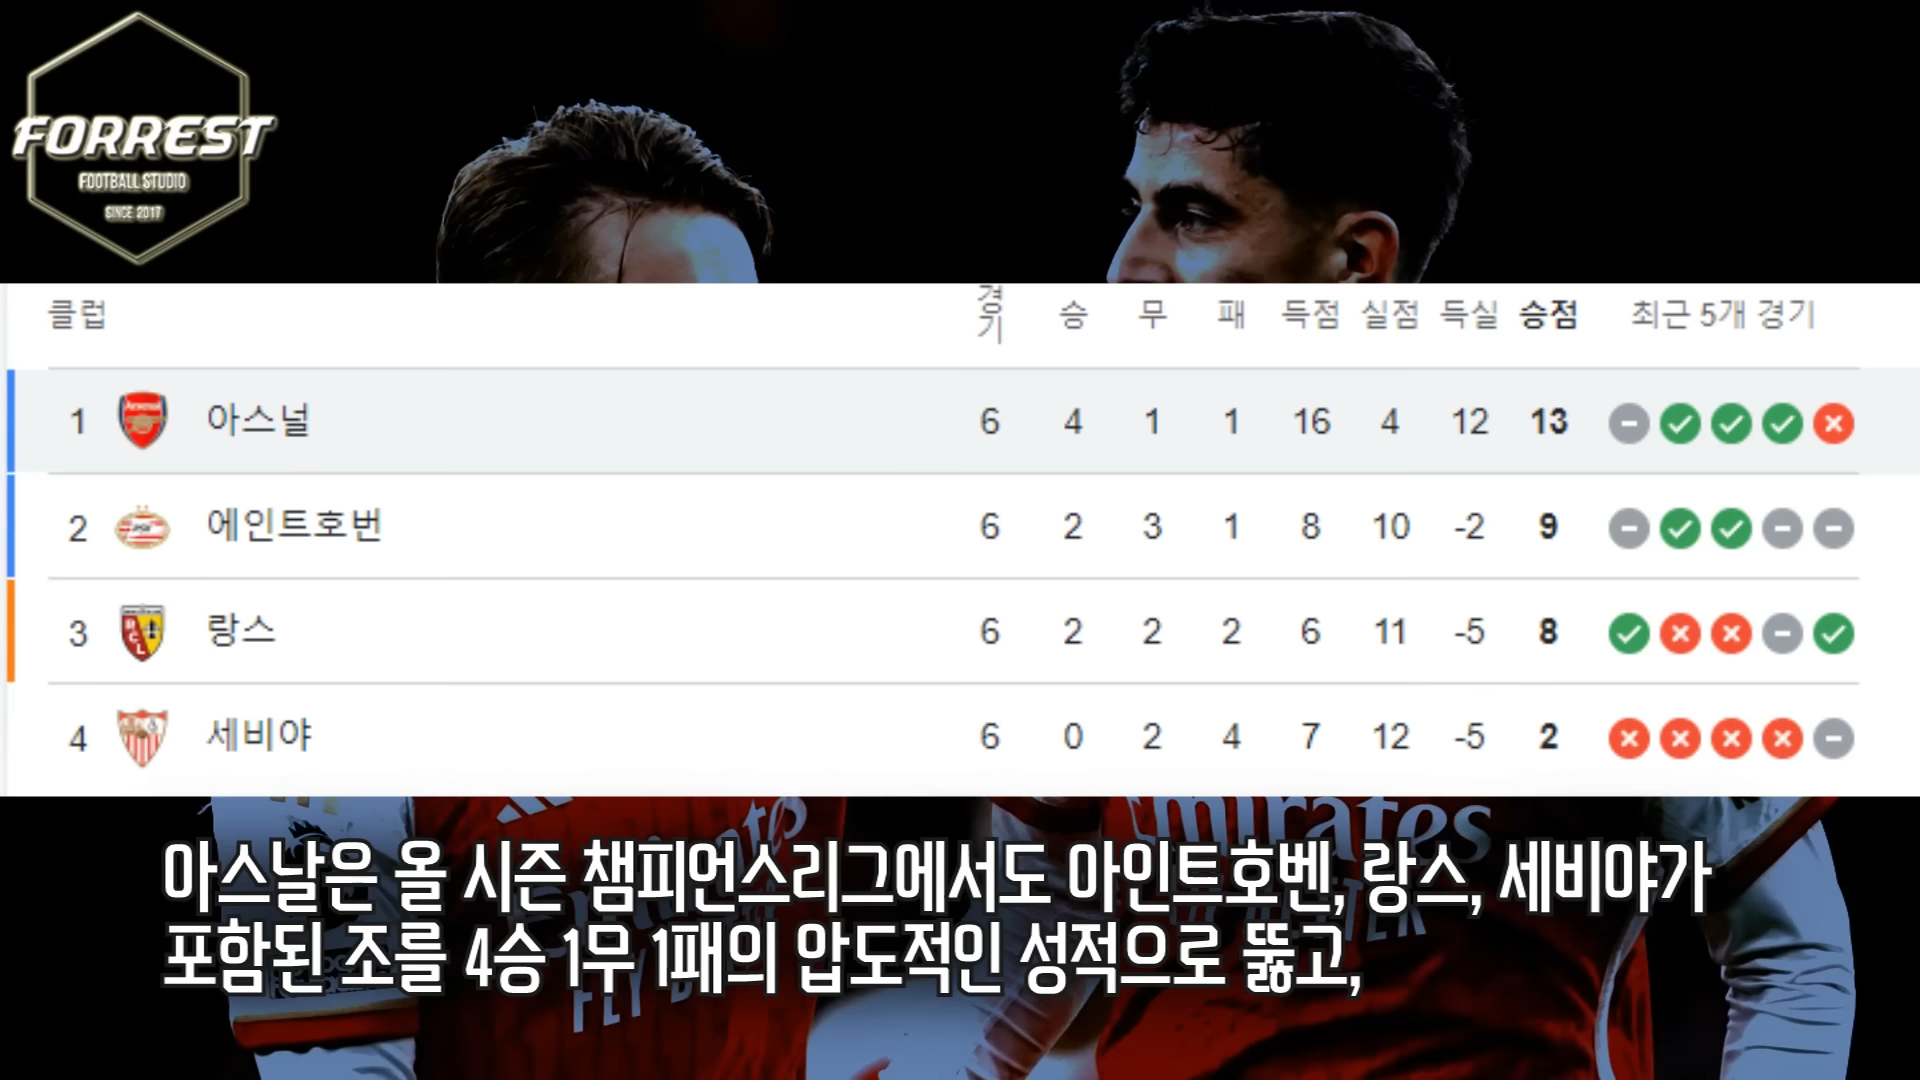 FORREST
FOOTBALL STUDIO
SINCE 2017
클럽 경기 승 무 패 득점 실점 득실 승점 최근 5개 경기
1 아스널 6 4 1 1 16 4 12 13
2 에인트호번 6 2 3 1 8 10 -2 9
3 랑스 6 2 2 2 6 11 -5 8
4 세비야 6 0 2 4 7 12 -5 2
아스날은 올 시즌 챔피언스리그에서도 아인트호벤, 랑스, 세비야가
포함된 조를 4승 1무 1패의 압도적인 성적으로 뚫고,